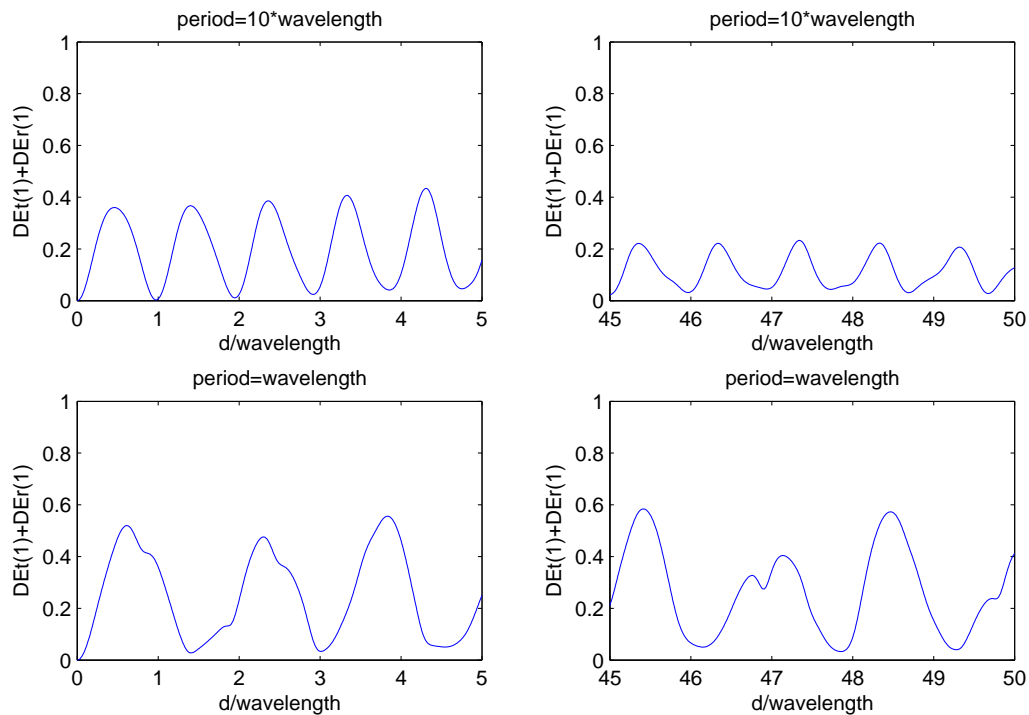 period=10*wavelength
1
0.8
0.6
0.4
0.2
0
DEt(1)+DEr(1)
0 1 2 3 4 5
d/wavelength
period=10*wavelength
1
0.8
0.6
0.4
0.2
0
DEt(1)+DEr(1)
45 46 47 48 49 50
d/wavelength
period=wavelength
1
0.8
0.6
0.4
0.2
0
DEt(1)+DEr(1)
0 1 2 3 4 5
d/wavelength
period=wavelength
1
0.8
0.6
0.4
0.2
0
DEt(1)+DEr(1)
45 46 47 48 49 50
d/wavelength